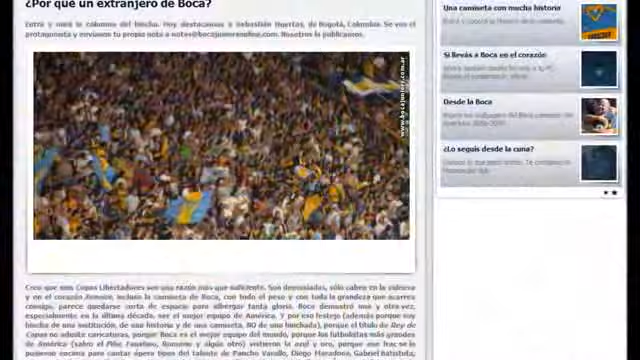 ¿Por qué un extranjero de Boca?
Entrá y mirá la columna del hincha. Hoy destacamos a Sebastián Huertas, de Bogotá, Colombia. Se vos el
protagonista y envianos tu propia nota a notas@bocajuniorsonline.com. Nosotros la publicamos.
www.bocajuniors.com.ar
Creo que seis Copas Libertadores son una razón más que suficiente. Son demasiadas, sólo caben en la vidriera
y en el corazón Xeneize, incluso la camiseta de Boca, con todo el peso y con toda la grandeza que acarrea
consigo, parece quedarse corta de espacio para albergar tanta gloria. Boca demostró una y otra vez,
especialmente en la última década, ser el mejor equipo de América. Y por eso festejo (además porque soy
hincha de una institución, de una historia y de una camiseta, NO de una hinchada), porque el título de Rey de
Copas no admite caricaturas, porque Boca es el mejor equipo del mundo, porque los futbolistas más grandes
de América (salvo el Pibe Faustino, Romario y algún otro) vistieron la azul y oro, porque ese
pusieron encima para cantar ópera tipos del talento de Pancho Varallo, Diego Maradona, Gabriel Batistuta,
Una camiseta con mucha historia
Si llevás a Boca en el corazón
Desde la Boca
¿Lo seguís desde la cuna?